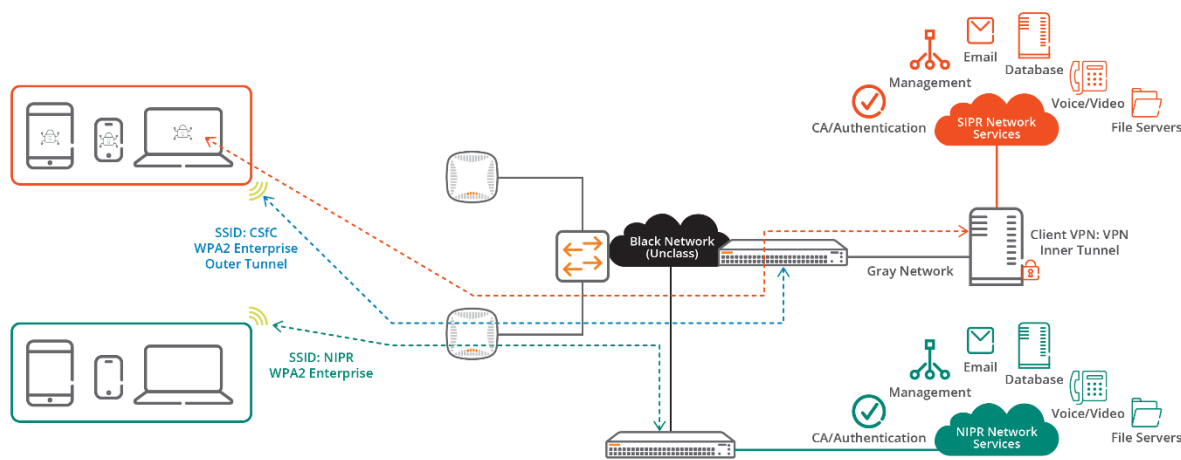 Email
Management
Database
Voice/Video
CA/Authentication
File Servers
SIPR Network
Services
SSID: CSfC
WPA2 Enterprise
Outer Tunnel
Black Network
(Unclass)
Gray Network
Client VPN: VPN
Inner Tunnel
SSID: NIPR
WPA2 Enterprise
Email
Management
Database
Voice/Video
CA/Authentication
File Servers
NIPR Network
Services